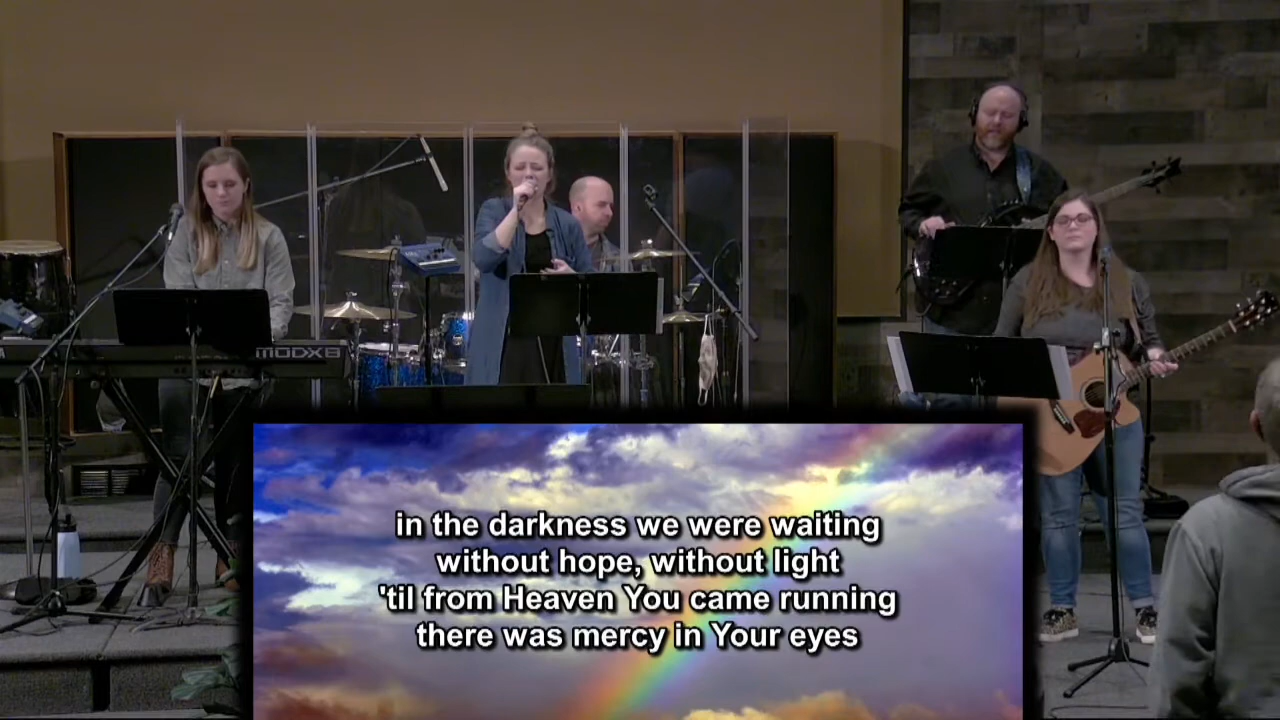 MODX8
in the darkness we were waiting
without hope, without light
'til from Heaven You came running
there was mercy in Your eyes